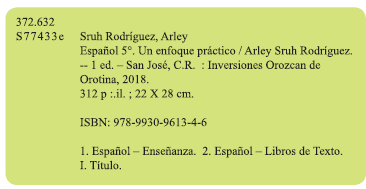 372.632
S77433e Sruh Rodríguez, Arley
Español 5°. Un enfoque práctico / Arley Sruh Rodríguez.
-- 1 ed. – San José, C.R. : Inversiones Orozcan de
Orotina, 2018.
312 p :.il. ; 22 X 28 cm.
ISBN: 978-9930-9613-4-6
1. Español – Enseñanza. 2. Español – Libros de Texto.
I. Título.